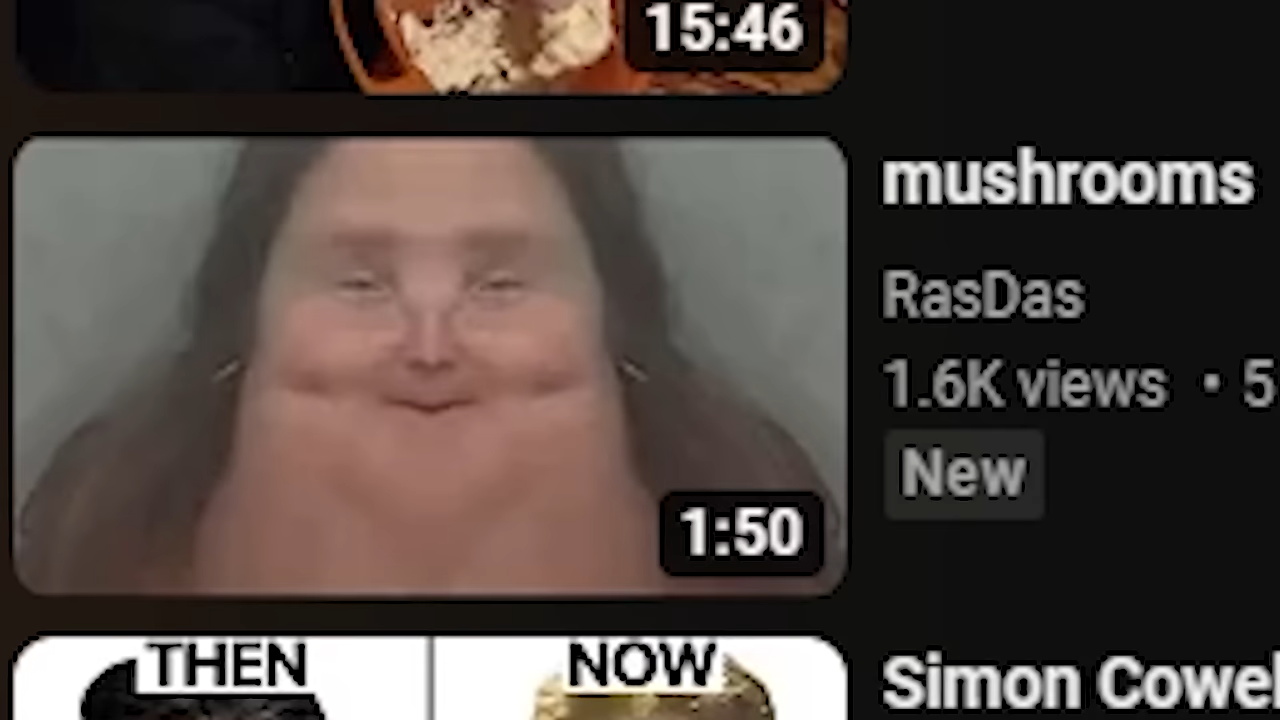 15:46
mushrooms
RasDas
1.6K views • 5
New
1:50
THEN
NOW
Simon Cowel